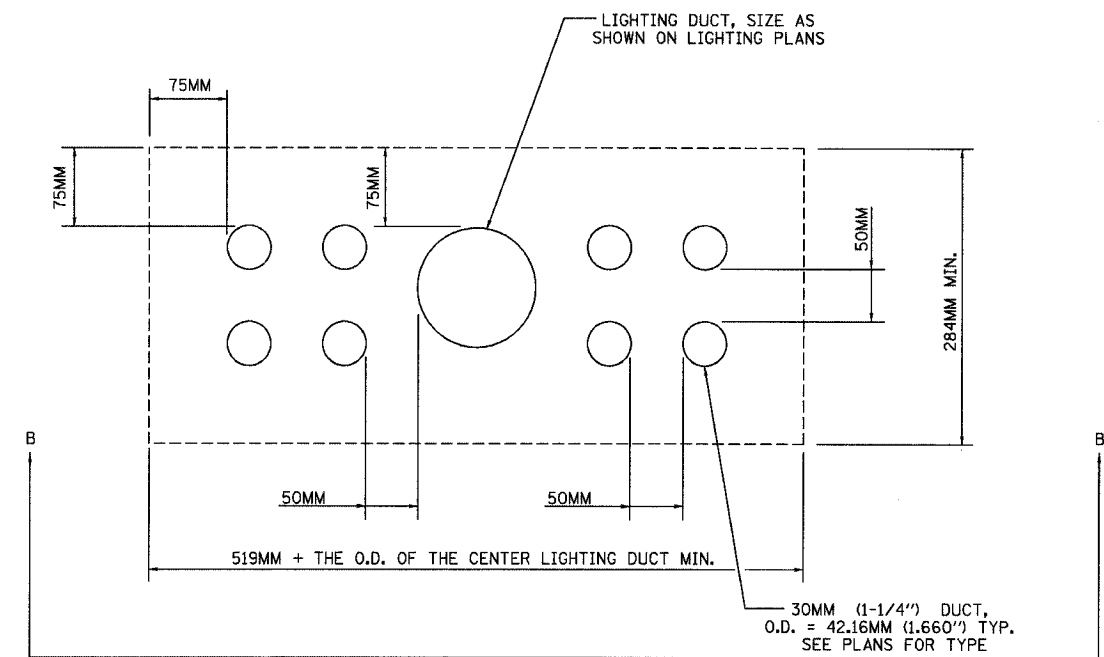 LIGHTING DUCT, SIZE AS
SHOWN ON LIGHTING PLANS
75MM
75MM
75MM
50MM
284MM MIN.
B
B
50MM
50MM
519MM + THE O.D. OF THE CENTER LIGHTING DUCT MIN.
30MM (1-1/4") DUCT,
O.D. = 42.16MM (1.660") TYP.
SEE PLANS FOR TYPE